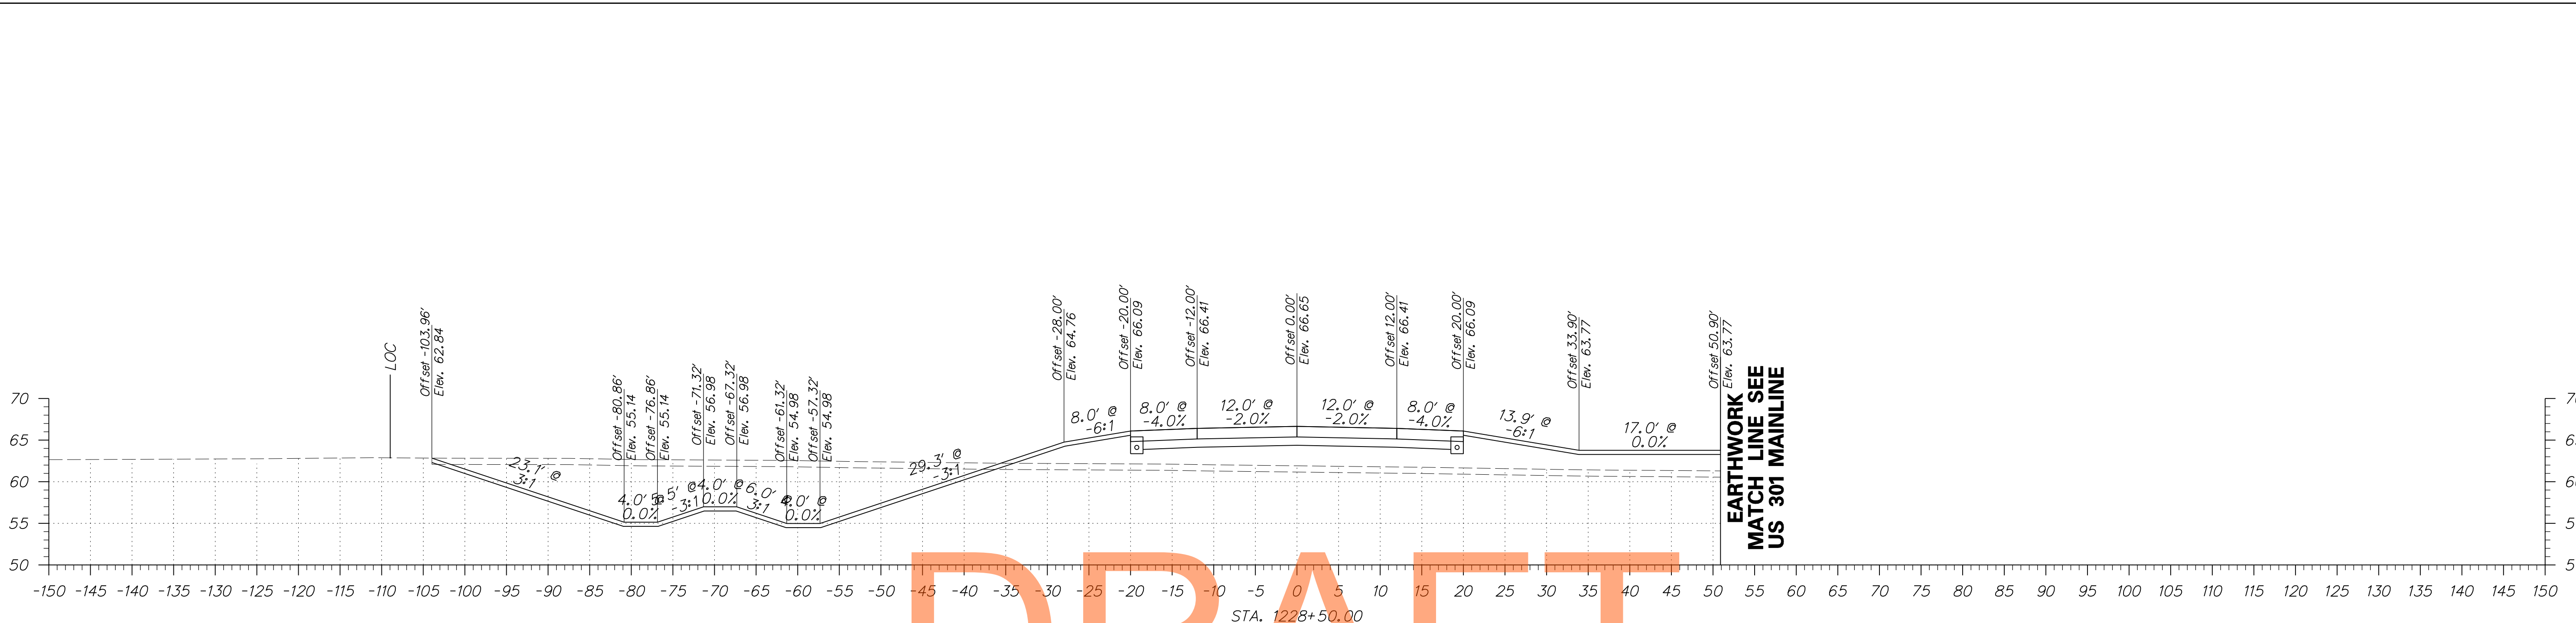 LOC
Offset -103.96'
Elev. 62.84
Offset -80.86'
Elev. 55.14
Offset -76.86'
Elev. 55.14
Offset -71.32'
Elev. 56.98
Offset -67.32'
Elev. 56.98
Offset -61.32'
Elev. 54.98
Offset -57.32'
Elev. 54.98
Offset -28.00'
Elev. 64.76
Offset -20.00'
Elev. 66.09
Offset -12.00'
Elev. 66.41
Offset 0.00'
Elev. 66.65
Offset 12.00'
Elev. 66.41
Offset 20.00'
Elev. 66.09
Offset 33.90'
Elev. 63.77
Offset 50.90'
Elev. 63.77
EARTHWORK
MATCH LINE SEE
US 301 MAINLINE
23.1' @
3:1
4.0' @
0.0%
5.5' @
-3:1
4.0' @
0.0%
6.0' @
3:1
4.0' @
0.0%
29.3' @
-3:1
8.0' @
-6:1
8.0' @
-4.0%
12.0' @
-2.0%
12.0' @
-2.0%
8.0' @
-4.0%
13.9' @
-6:1
17.0' @
0.0%
70
65
60
55
50
-150 -145 -140 -135 -130 -125 -120 -115 -110 -105 -100 -95 -90 -85 -80 -75 -70 -65 -60 -55 -50 -45 -40 -35 -30 -25 -20 -15 -10 -5 0 5 10 15 20 25 30 35 40 45 50 55 60 65 70 75 80 85 90 95 100 105 110 115 120 125 130 135 140 145 150
STA. 1228+50.00
DRAFT